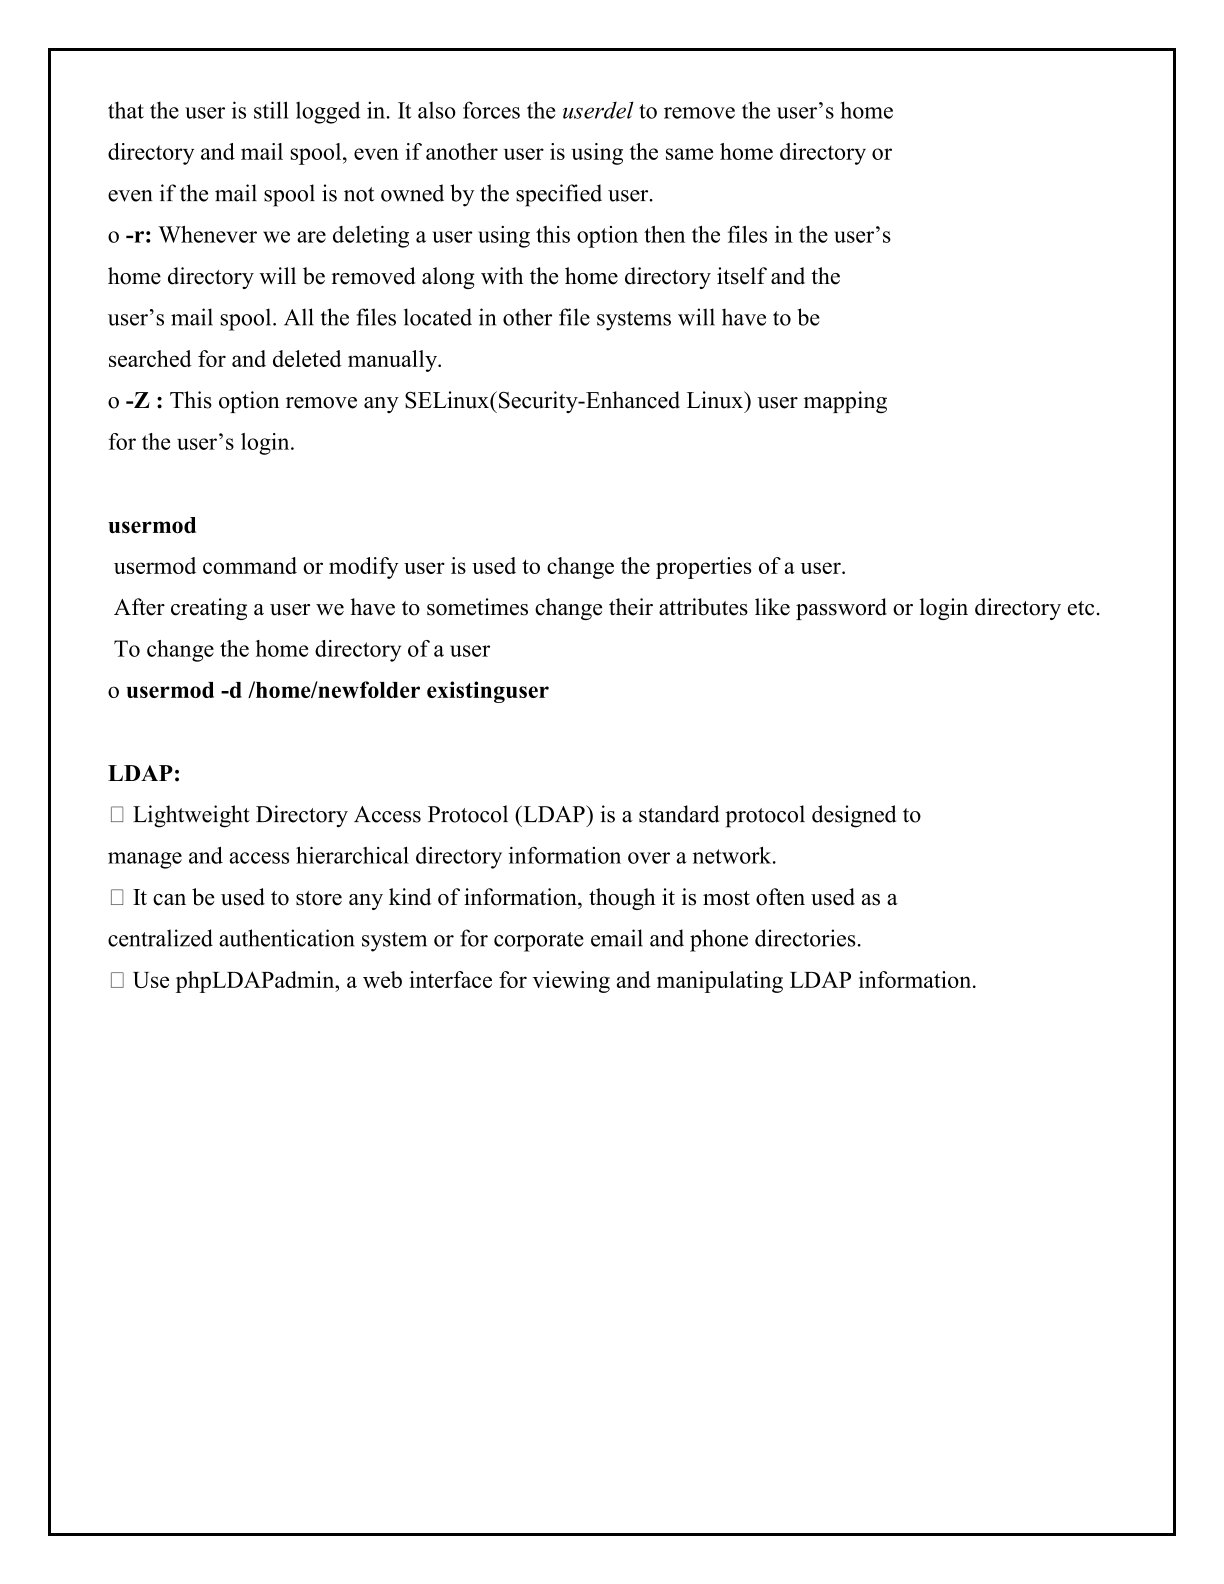 that the user is still logged in. It also forces the userdel to remove the user’s home
directory and mail spool, even if another user is using the same home directory or
even if the mail spool is not owned by the specified user.
o -r: Whenever we are deleting a user using this option then the files in the user’s
home directory will be removed along with the home directory itself and the
user’s mail spool. All the files located in other file systems will have to be
searched for and deleted manually.
o -Z : This option remove any SELinux(Security-Enhanced Linux) user mapping
for the user’s login.
usermod
usermod command or modify user is used to change the properties of a user.
After creating a user we have to sometimes change their attributes like password or login directory etc.
To change the home directory of a user
o usermod -d /home/newfolder existinguser
LDAP:
□ Lightweight Directory Access Protocol (LDAP) is a standard protocol designed to
manage and access hierarchical directory information over a network.
□ It can be used to store any kind of information, though it is most often used as a
centralized authentication system or for corporate email and phone directories.
□ Use phpLDAPadmin, a web interface for viewing and manipulating LDAP information.